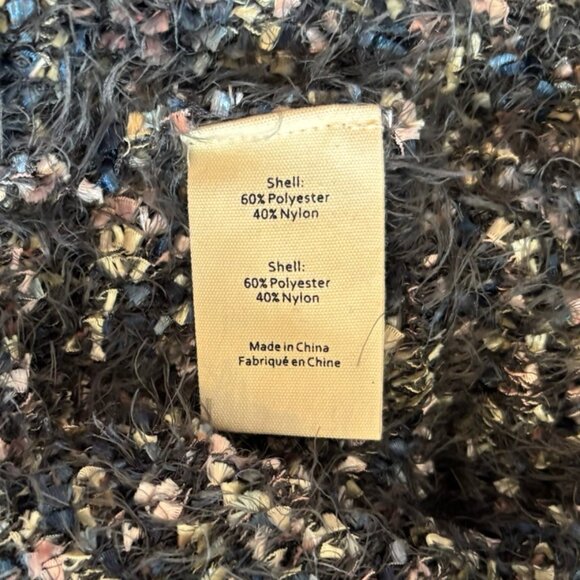 Shell:
60% Polyester
40% Nylon
Shell:
60% Polyester
40% Nylon
Made in China
Fabriqué en Chine